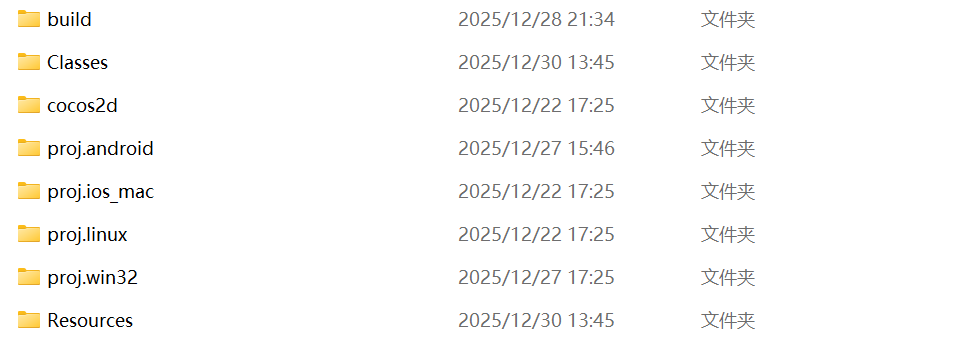 build 2025/12/28 21:34 文件夹
Classes 2025/12/30 13:45 文件夹
cocos2d 2025/12/22 17:25 文件夹
proj.android 2025/12/27 15:46 文件夹
proj.ios_mac 2025/12/22 17:25 文件夹
proj.linux 2025/12/22 17:25 文件夹
proj.win32 2025/12/27 17:25 文件夹
Resources 2025/12/30 13:45 文件夹